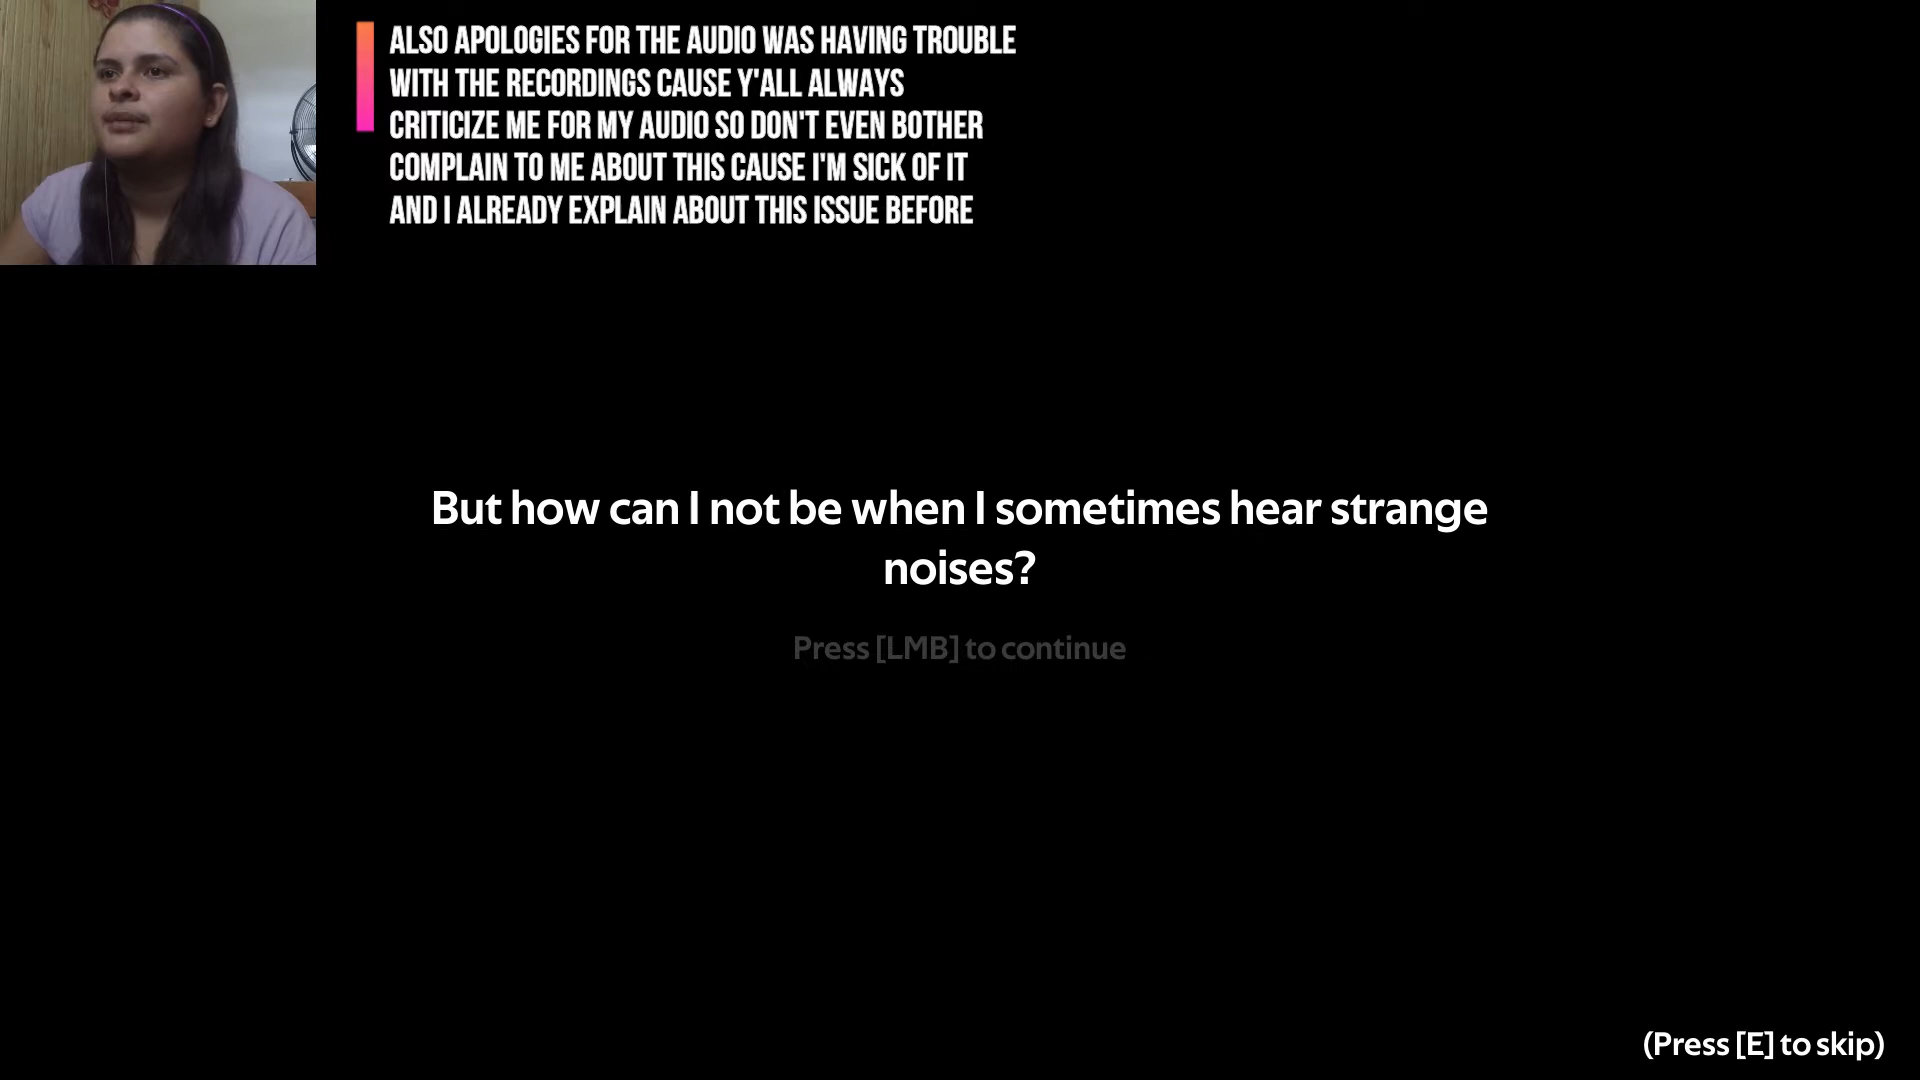 ALSO APOLOGIES FOR THE AUDIO WAS HAVING TROUBLE
WITH THE RECORDINGS CAUSE Y'ALL ALWAYS
CRITICIZE ME FOR MY AUDIO SO DON'T EVEN BOTHER
COMPLAIN TO ME ABOUT THIS CAUSE I'M SICK OF IT
AND I ALREADY EXPLAIN ABOUT THIS ISSUE BEFORE
But how can I not be when I sometimes hear strange
noises?
Press [LMB] to continue
(Press [E] to skip)